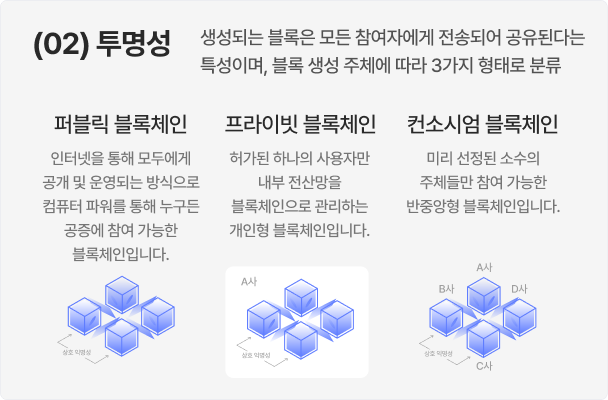 (02) 투명성
생성되는 블록은 모든 참여자에게 전송되어 공유된다는
특성이며, 블록 생성 주체에 따라 3가지 형태로 분류
퍼블릭 블록체인
인터넷을 통해 모두에게
공개 및 운영되는 방식으로
컴퓨터 파워를 통해 누구든
공증에 참여 가능한
블록체인입니다.
상호 익명성
프라이빗 블록체인
허가된 하나의 사용자만
내부 전산망을
블록체인으로 관리하는
개인형 블록체인입니다.
A사
상호 익명성
컨소시엄 블록체인
미리 선정된 소수의
주체들만 참여 가능한
반중앙형 블록체인입니다.
A사
B사
D사
상호 익명성
C사